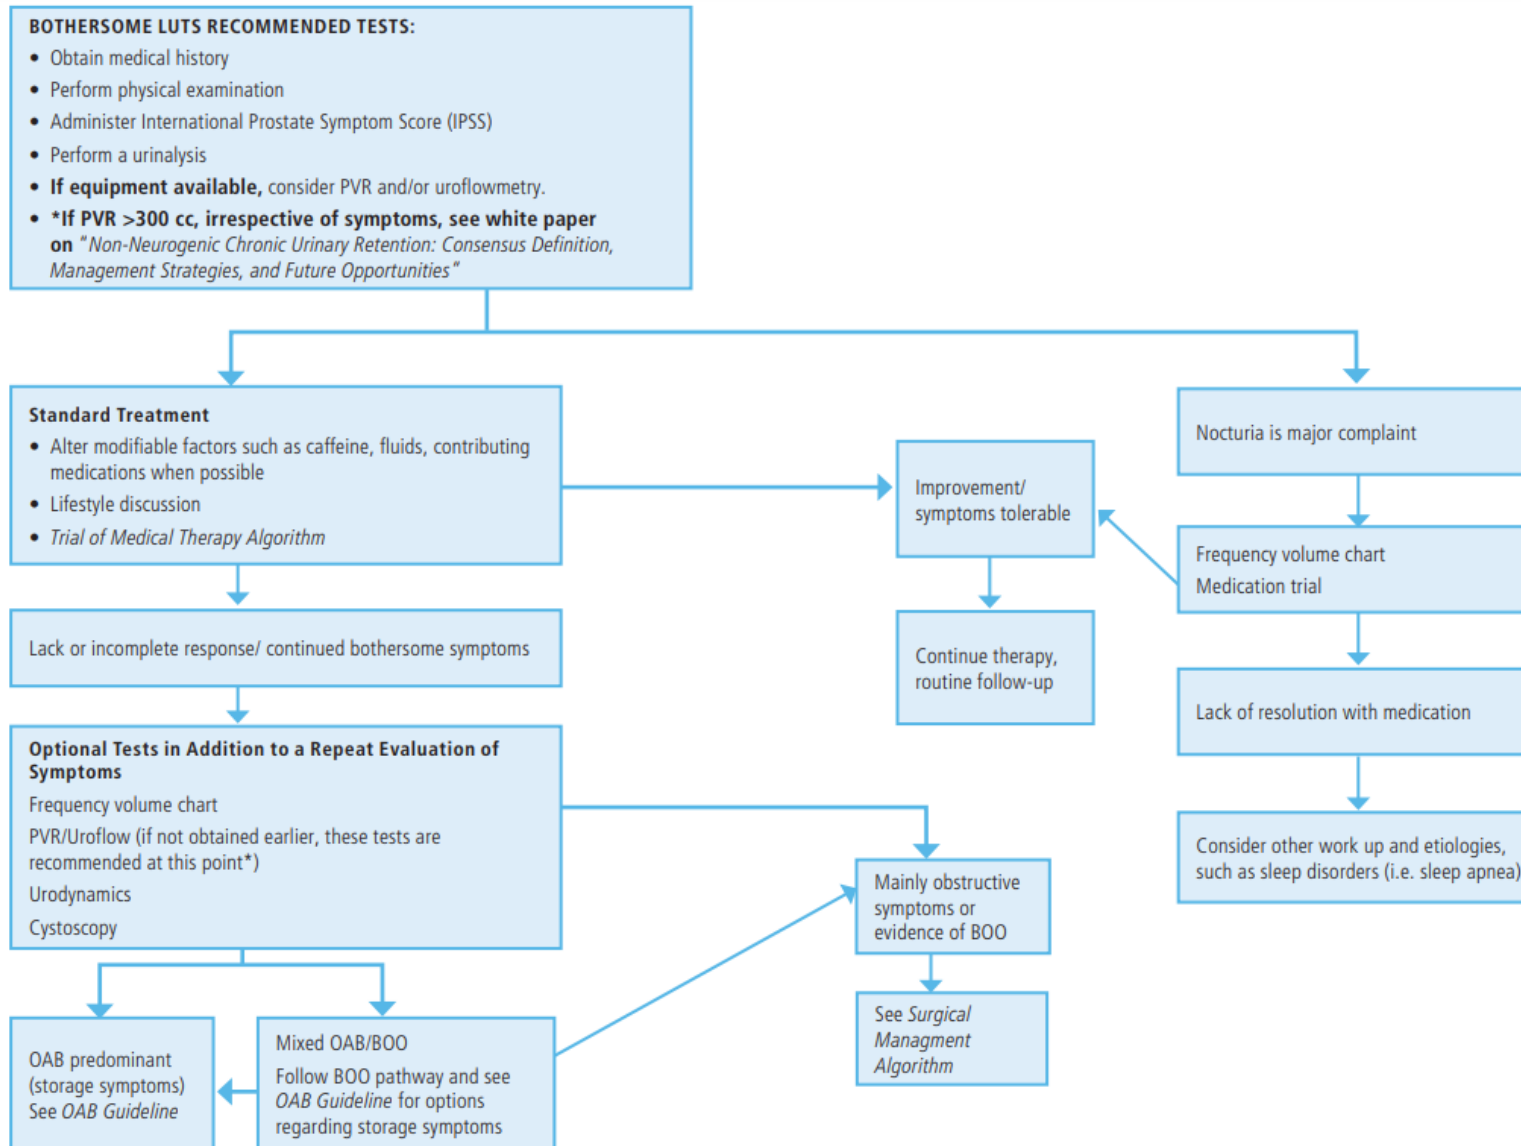 BOTHERSOME LUTS RECOMMENDED TESTS:
• Obtain medical history
• Perform physical examination
• Administer International Prostate Symptom Score (IPSS)
• Perform a urinalysis
• If equipment available, consider PVR and/or uroflowmetry.
• *If PVR >300 cc, irrespective of symptoms, see white paper
on “Non-Neurogenic Chronic Urinary Retention: Consensus Definition,
Management Strategies, and Future Opportunities”
Standard Treatment
• Alter modifiable factors such as caffeine, fluids, contributing
medications when possible
• Lifestyle discussion
• Trial of Medical Therapy Algorithm
Lack or incomplete response/ continued bothersome symptoms
Optional Tests in Addition to a Repeat Evaluation of
Symptoms
Frequency volume chart
PVR/Uroflow (if not obtained earlier, these tests are
recommended at this point*)
Urodynamics
Cystoscopy
OAB predominant
(storage symptoms)
See OAB Guideline
Mixed OAB/BOO
Follow BOO pathway and see
OAB Guideline for options
regarding storage symptoms
Improvement/
symptoms tolerable
Continue therapy,
routine follow-up
Mainly obstructive
symptoms or
evidence of BOO
See Surgical
Managment
Algorithm
Nocturia is major complaint
Frequency volume chart
Medication trial
Lack of resolution with medication
Consider other work up and etiologies,
such as sleep disorders (i.e. sleep apnea)